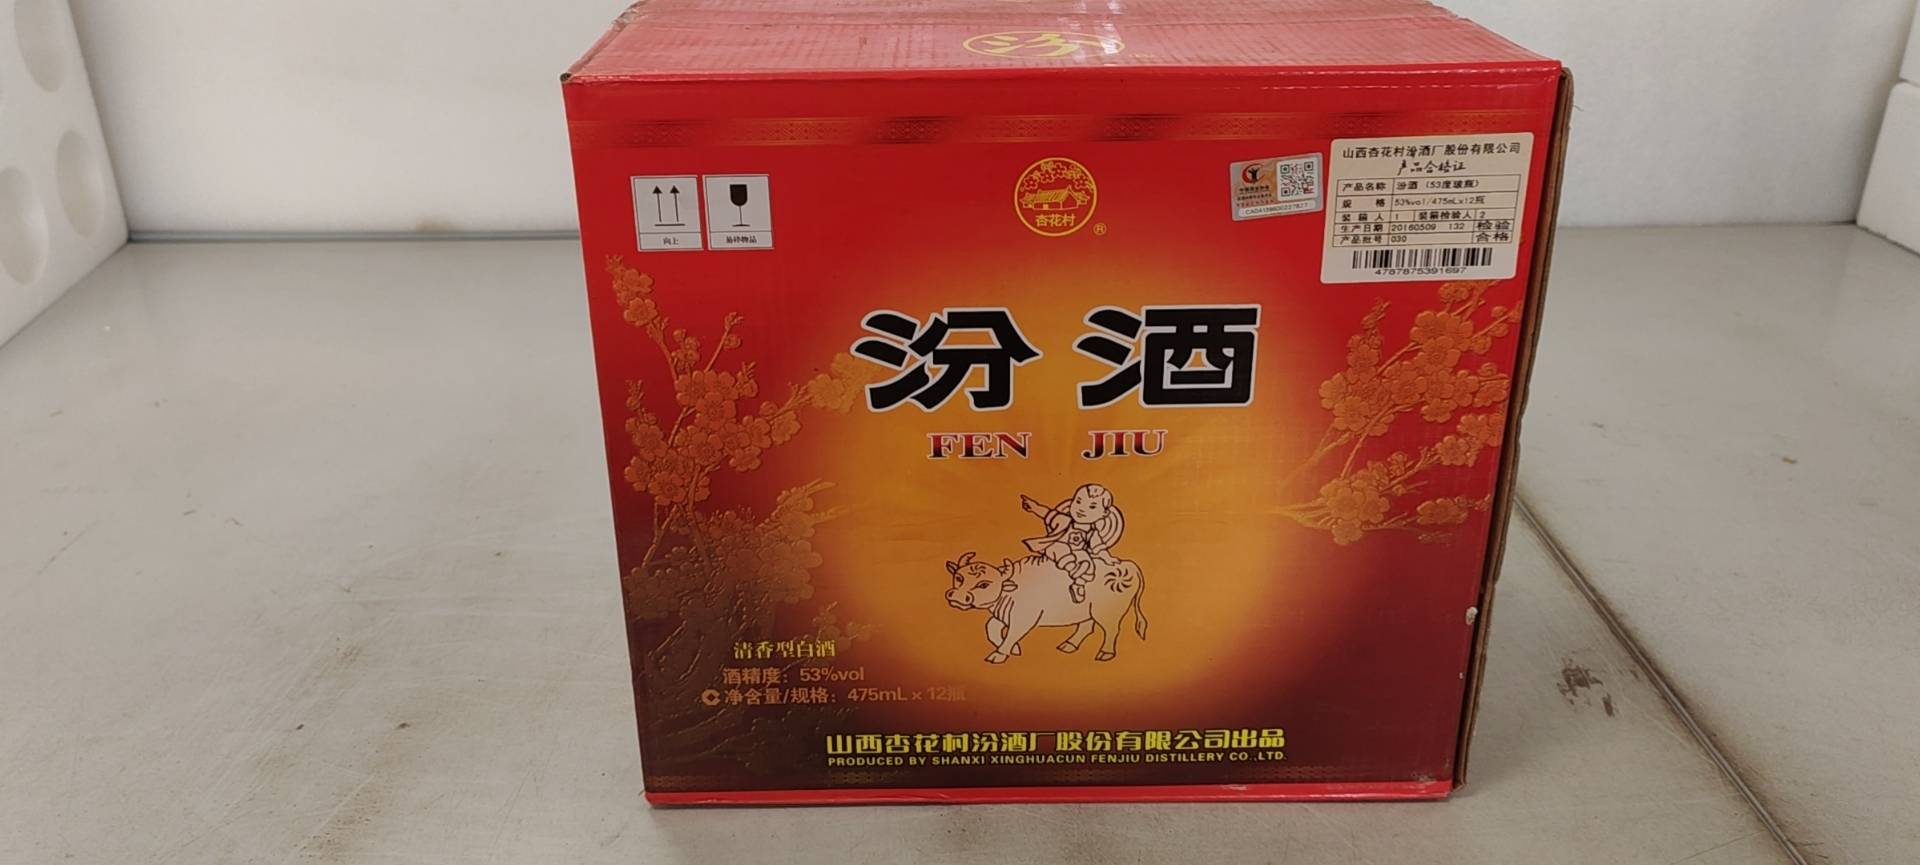 汾
向上
易碎物品
杏花村
®
山西杏花村汾酒厂股份有限公司
产品合格证
产品名称 汾酒（53度玻瓶）
规 格 53%vol/475mLx12瓶
装箱人 1 装箱检验人 2
生产日期 20160509 132 检验
产品批号 030 合格
4787875391697
汾酒
FEN JIU
清香型白酒
酒精度：53%vol
净含量/规格：475mL x 12瓶
山西杏花村汾酒厂股份有限公司出品
PRODUCED BY SHANXI XINGHUACUN FENJIU DISTILLERY CO.,LTD.